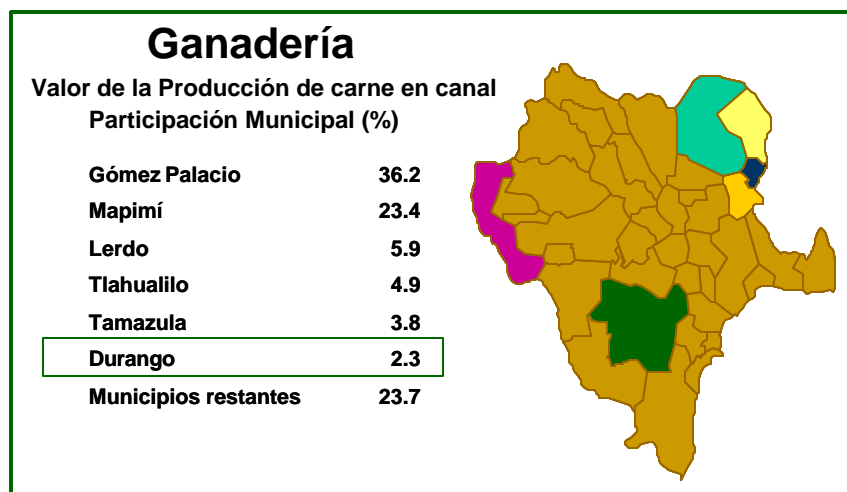 Ganadería
Valor de la Producción de carne en canal
Participación Municipal (%)
Gómez Palacio 36.2
Mapimí 23.4
Lerdo 5.9
Tlahualilo 4.9
Tamazula 3.8
Durango 2.3
Municipios restantes 23.7